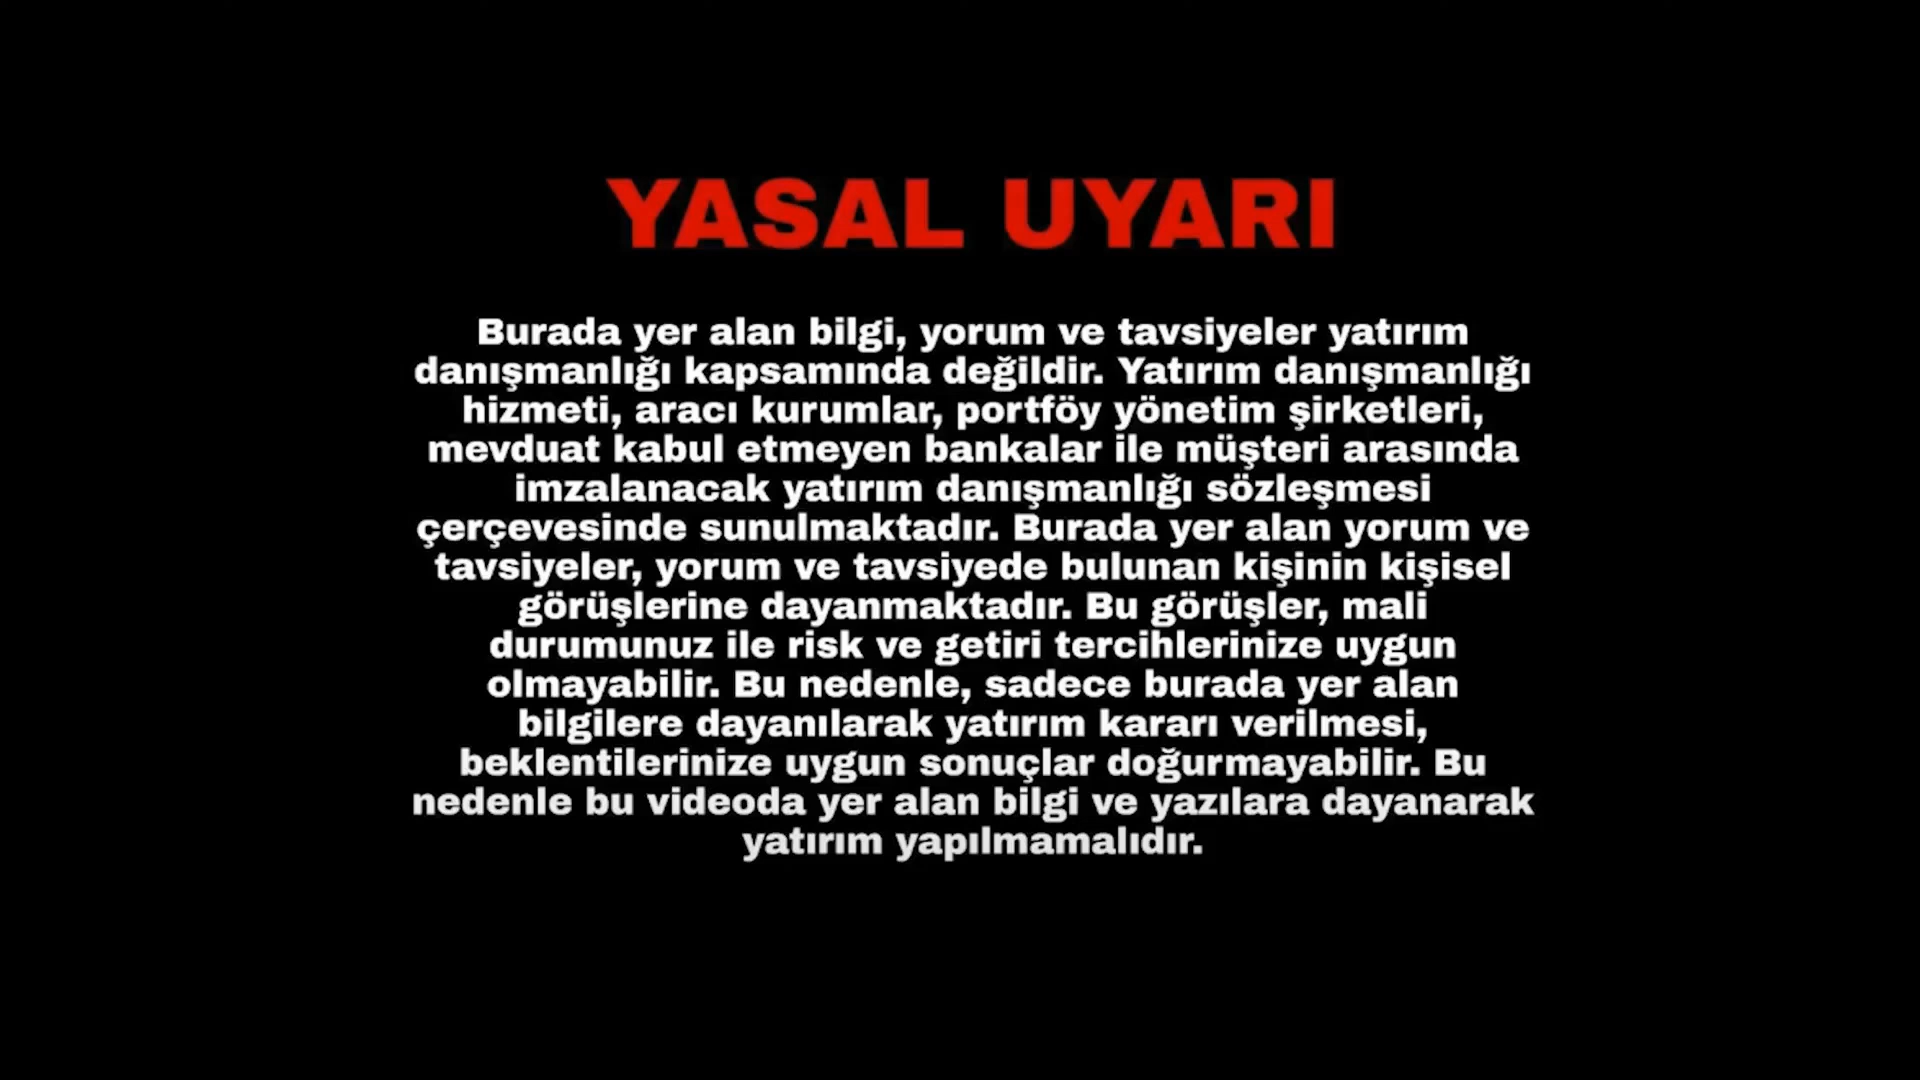 YASAL UYARI
Burada yer alan bilgi, yorum ve tavsiyeler yatırım
danışmanlığı kapsamında değildir. Yatırım danışmanlığı
hizmeti, aracı kurumlar, portföy yönetim şirketleri,
mevduat kabul etmeyen bankalar ile müşteri arasında
imzalanacak yatırım danışmanlığı sözleşmesi
çerçevesinde sunulmaktadır. Burada yer alan yorum ve
tavsiyeler, yorum ve tavsiyede bulunan kişinin kişisel
görüşlerine dayanmaktadır. Bu görüşler, mali
durumunuz ile risk ve getiri tercihlerinize uygun
olmayabilir. Bu nedenle, sadece burada yer alan
bilgilere dayanılarak yatırım kararı verilmesi,
beklentilerinize uygun sonuçlar doğurmayabilir. Bu
nedenle bu videoda yer alan bilgi ve yazılara dayanarak
yatırım yapılmamalıdır.